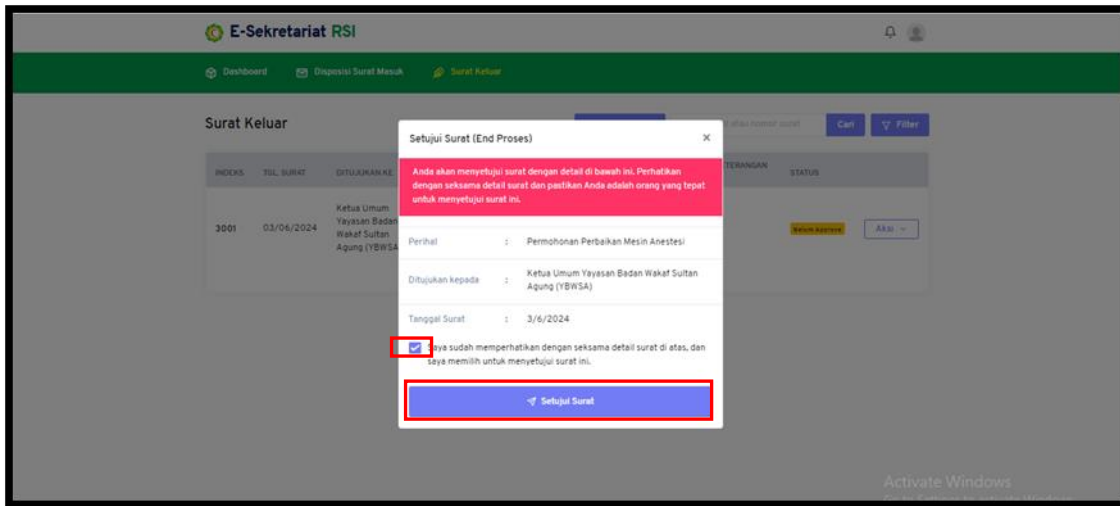 E-Sekretariat RSI
Dashboard Disposisi Surat Masuk Surat Keluar
Surat Keluar
atau nomor surat Cari Filter
Setujui Surat (End Proses) ×
INDEKS TGL. SURAT DITUJUKAN KE STATUS
Anda akan menyetujui surat dengan detail di bawah ini. Perhatikan
dengan seksama detail surat dan pastikan Anda adalah orang yang tepat
untuk menyetujui surat ini.
3001 03/06/2024 Ketua Umum
Yayasan Badan
Wakaf Sultan
Agung (YBWSA
Belum Approve Aksi
Perihal : Permohonan Perbaikan Mesin Anestesi
Ditujukan kepada : Ketua Umum Yayasan Badan Wakaf Sultan
Agung (YBWSA)
Tanggal Surat : 3/6/2024
Saya sudah memperhatikan dengan seksama detail surat di atas, dan
saya memilih untuk menyetujui surat ini.
Setujui Surat
Activate Windows